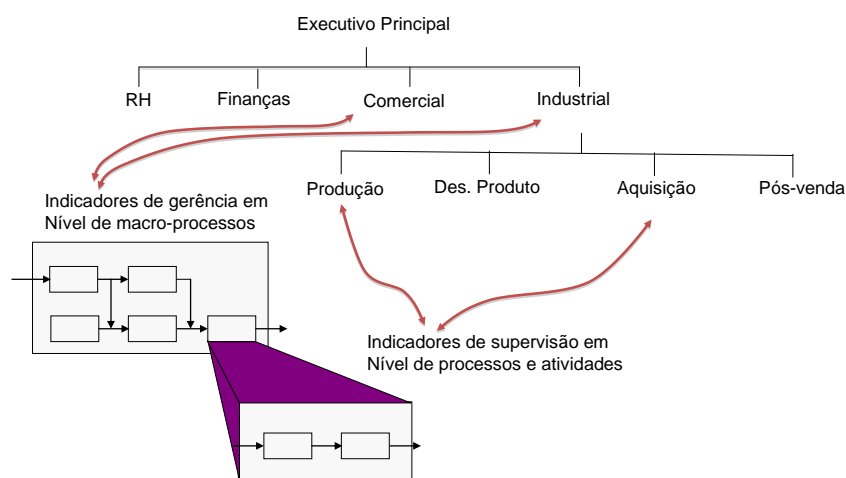 Executivo Principal
RH
Finanças
Comercial
Industrial
Produção
Des. Produto
Aquisição
Pós-venda
Indicadores de gerência em
Nível de macro-processos
Indicadores de supervisão em
Nível de processos e atividades